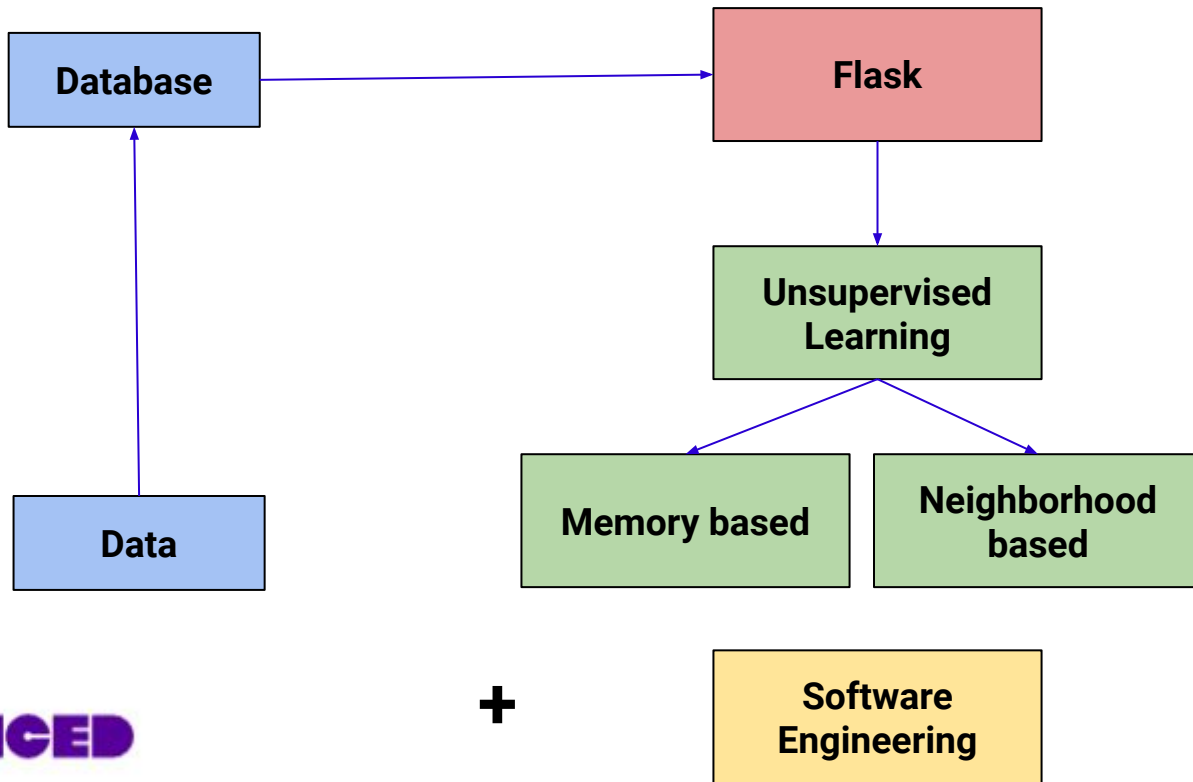 Database
Flask
Unsupervised
Learning
Memory based
Neighborhood
based
Data
+
Software
Engineering